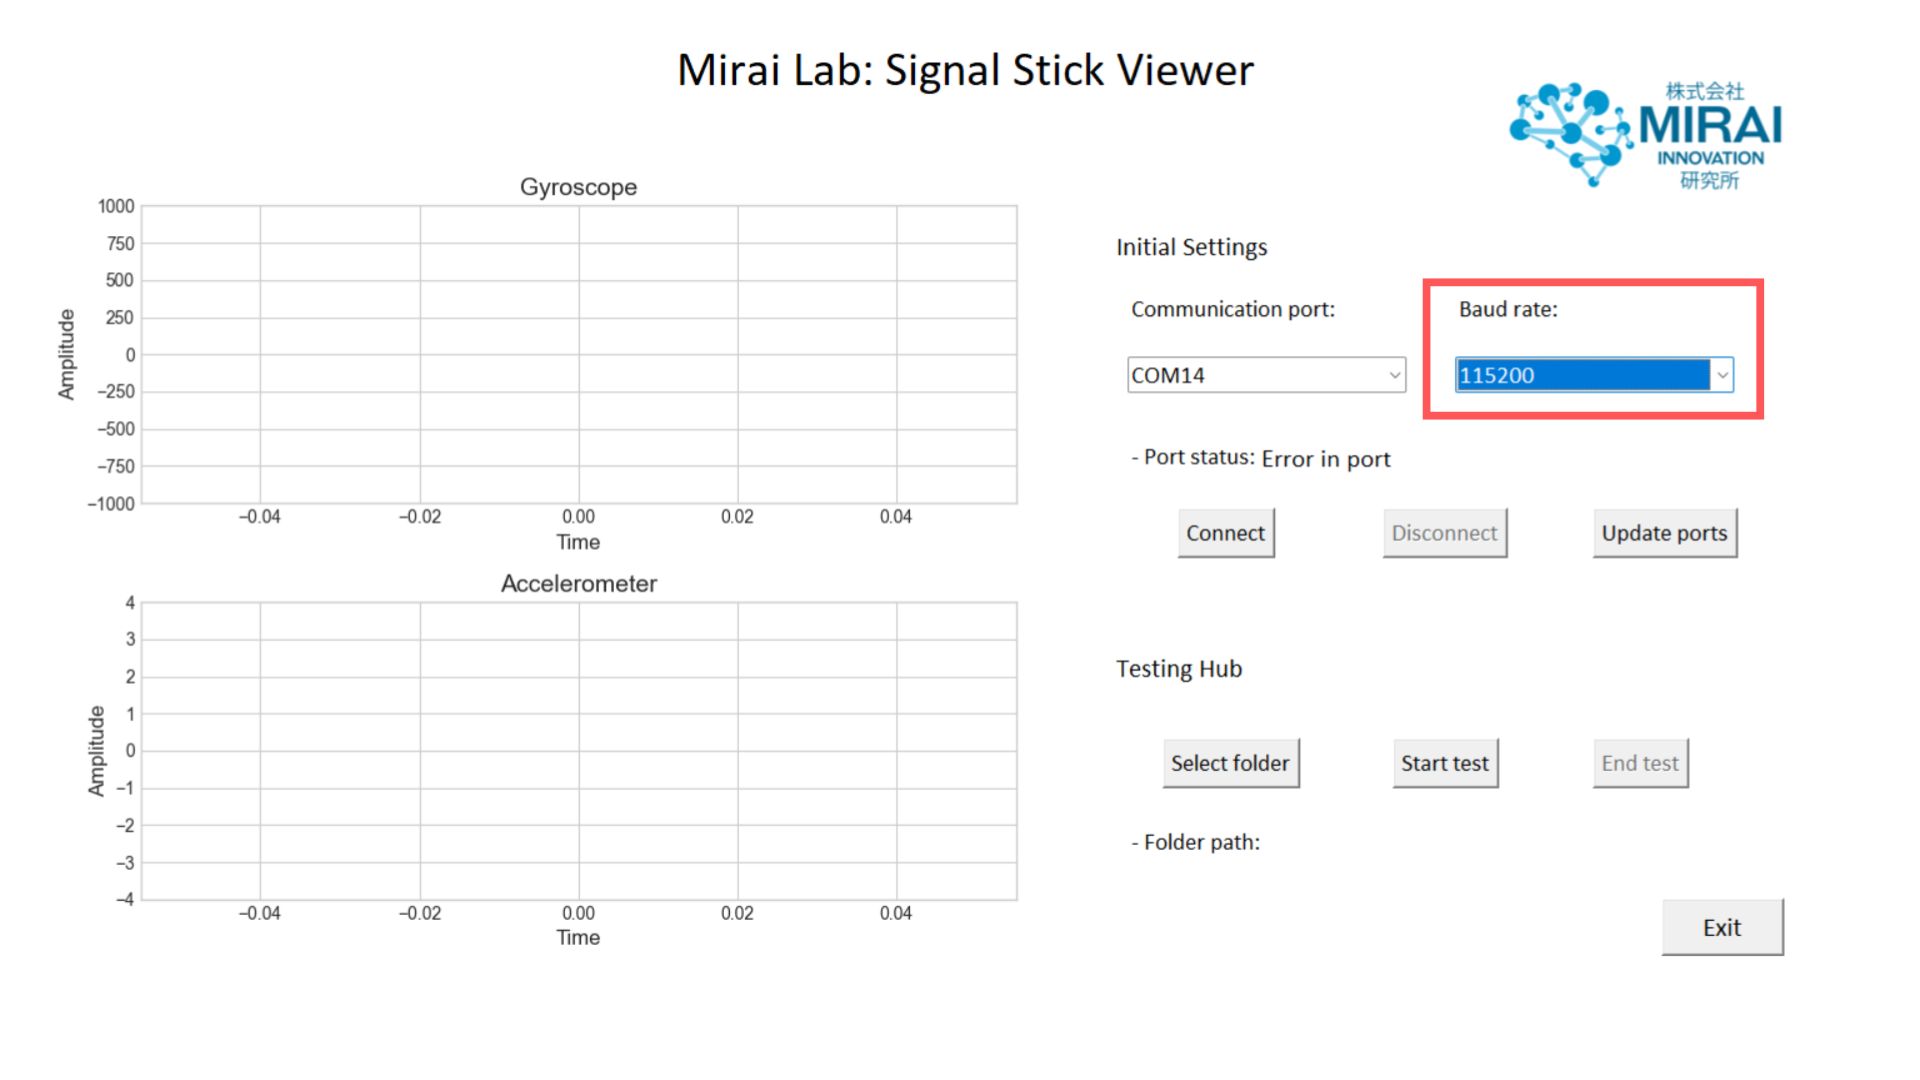 Mirai Lab: Signal Stick Viewer
株式会社
MIRAI
INNOVATION
研究所
Gyroscope
1000
750
500
250
0
−250
−500
−750
−1000
Amplitude
−0.04 −0.02 0.00 0.02 0.04
Time
Accelerometer
4
3
2
1
0
−1
−2
−3
−4
Amplitude
−0.04 −0.02 0.00 0.02 0.04
Time
Initial Settings
Communication port: Baud rate:
COM14 115200
- Port status: Error in port
Connect Disconnect Update ports
Testing Hub
Select folder Start test End test
- Folder path:
Exit